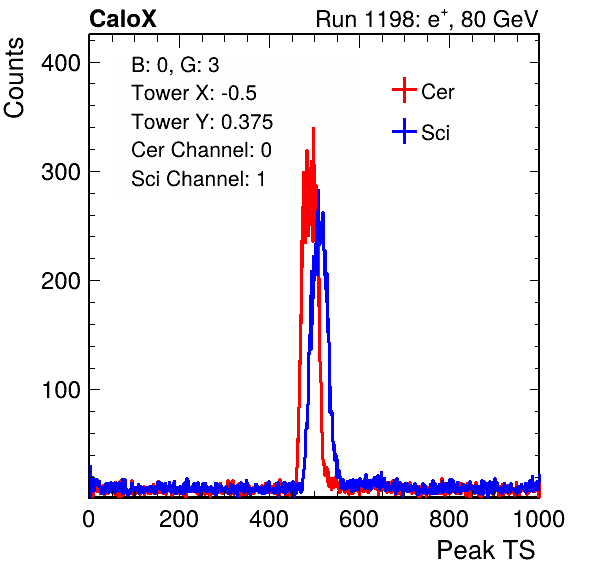 CaloX Run 1198: e⁺, 80 GeV
Counts
400
300
200
100
B: 0, G: 3
Tower X: -0.5
Tower Y: 0.375
Cer Channel: 0
Sci Channel: 1
Cer
Sci
0 200 400 600 800 1000
Peak TS